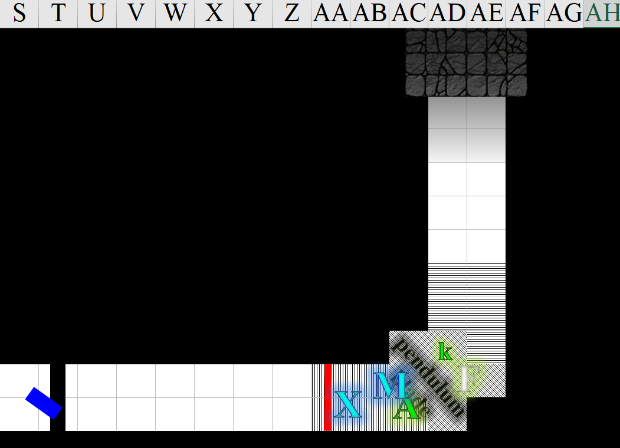 S T U V W X Y Z AA AB AC AD AE AF AG AH
k
pendulum
X M A